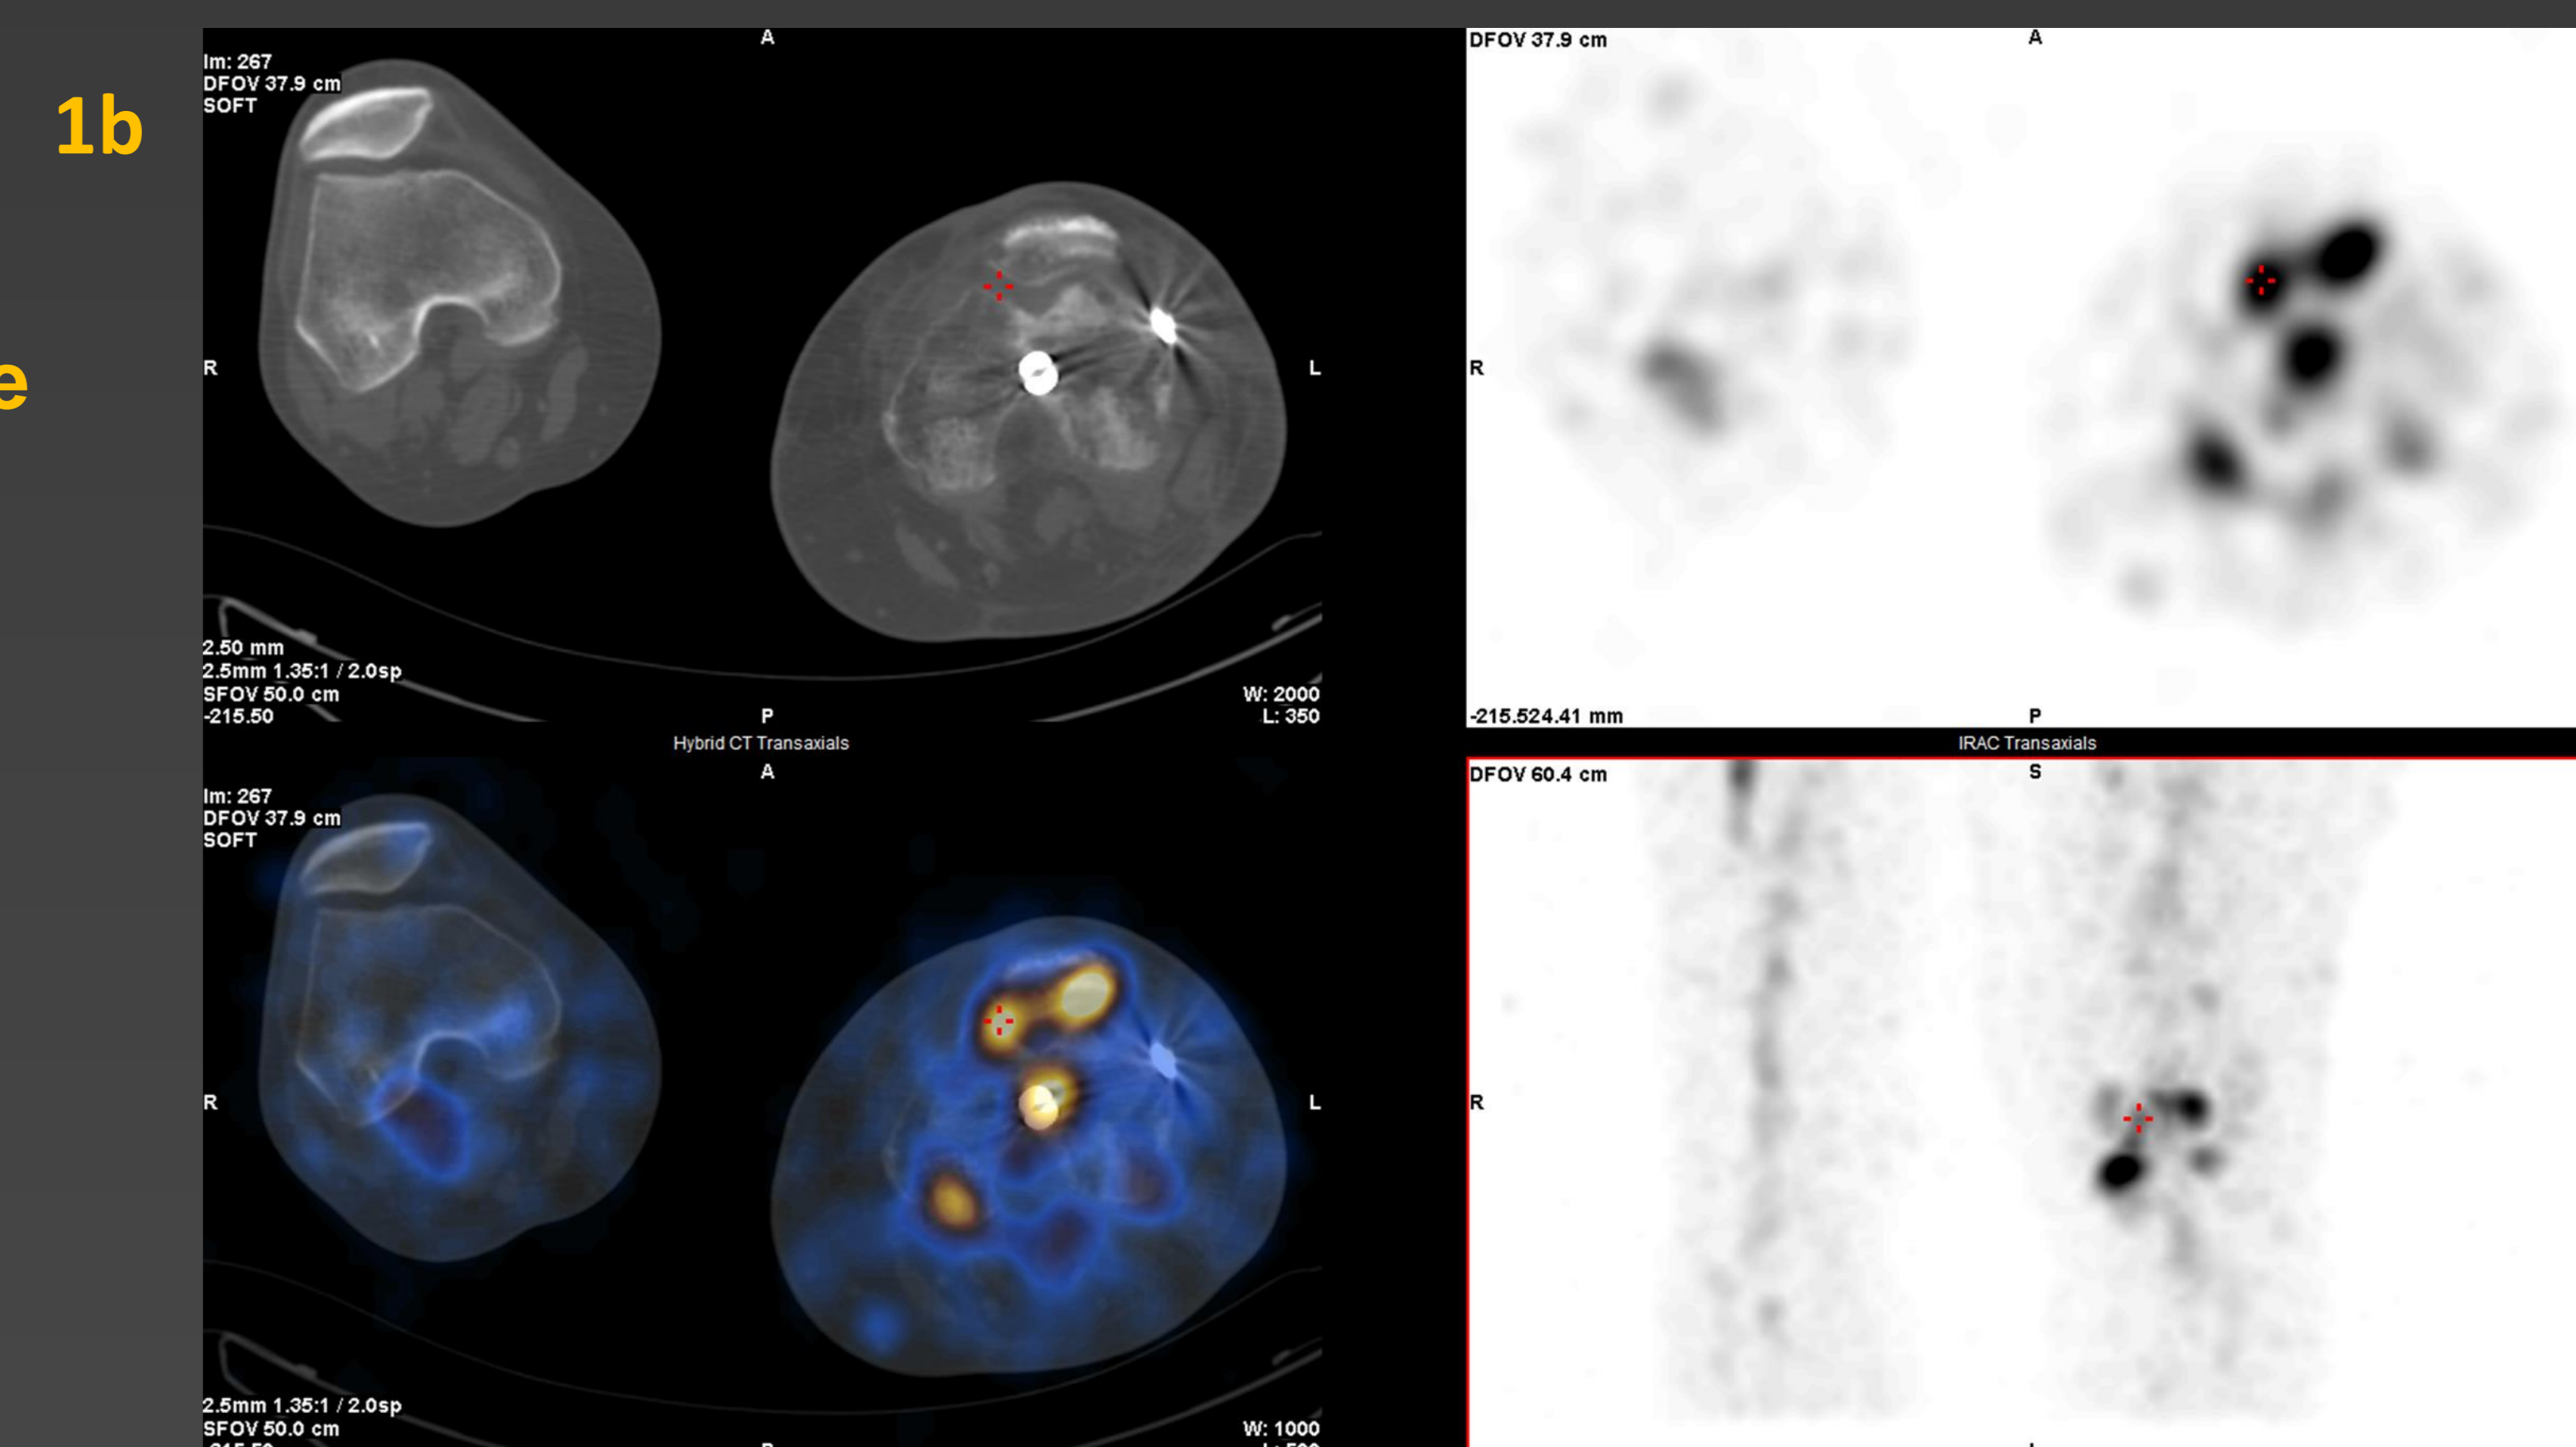 1b
e
A
Im: 267
DFOV 37.9 cm
SOFT
R
L
2.50 mm
2.5mm 1.35:1 / 2.0sp
SFOV 50.0 cm
-215.50
W: 2000
L: 350
P
Hybrid CT Transaxials
DFOV 37.9 cm
A
R
-215.524.41 mm
P
IRAC Transaxials
A
Im: 267
DFOV 37.9 cm
SOFT
R
L
2.5mm 1.35:1 / 2.0sp
SFOV 50.0 cm
W: 1000
DFOV 60.4 cm
S
R